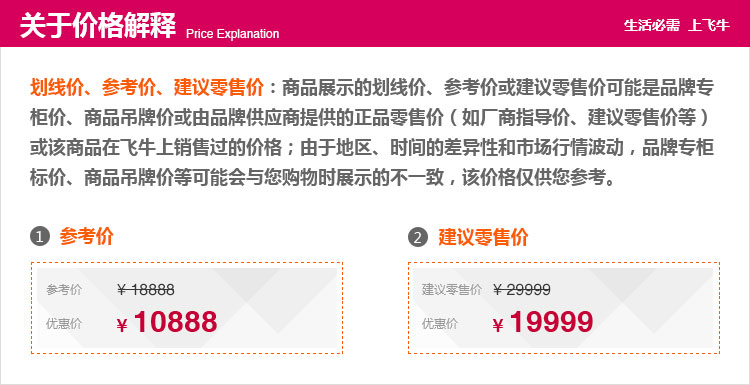 关于价格解释 Price Explanation 生活必需 上飞牛
划线价、参考价、建议零售价：商品展示的划线价、参考价或建议零售价可能是品牌专
柜价、商品吊牌价或由品牌供应商提供的正品零售价（如厂商指导价、建议零售价等）
或该商品在飞牛上销售过的价格；由于地区、时间的差异性和市场行情波动，品牌专柜
标价、商品吊牌价等可能会与您购物时展示的不一致，该价格仅供您参考。
1 参考价
参考价 ¥ 18888
优惠价 ¥ 10888
2 建议零售价
建议零售价 ¥ 29999
优惠价 ¥ 19999